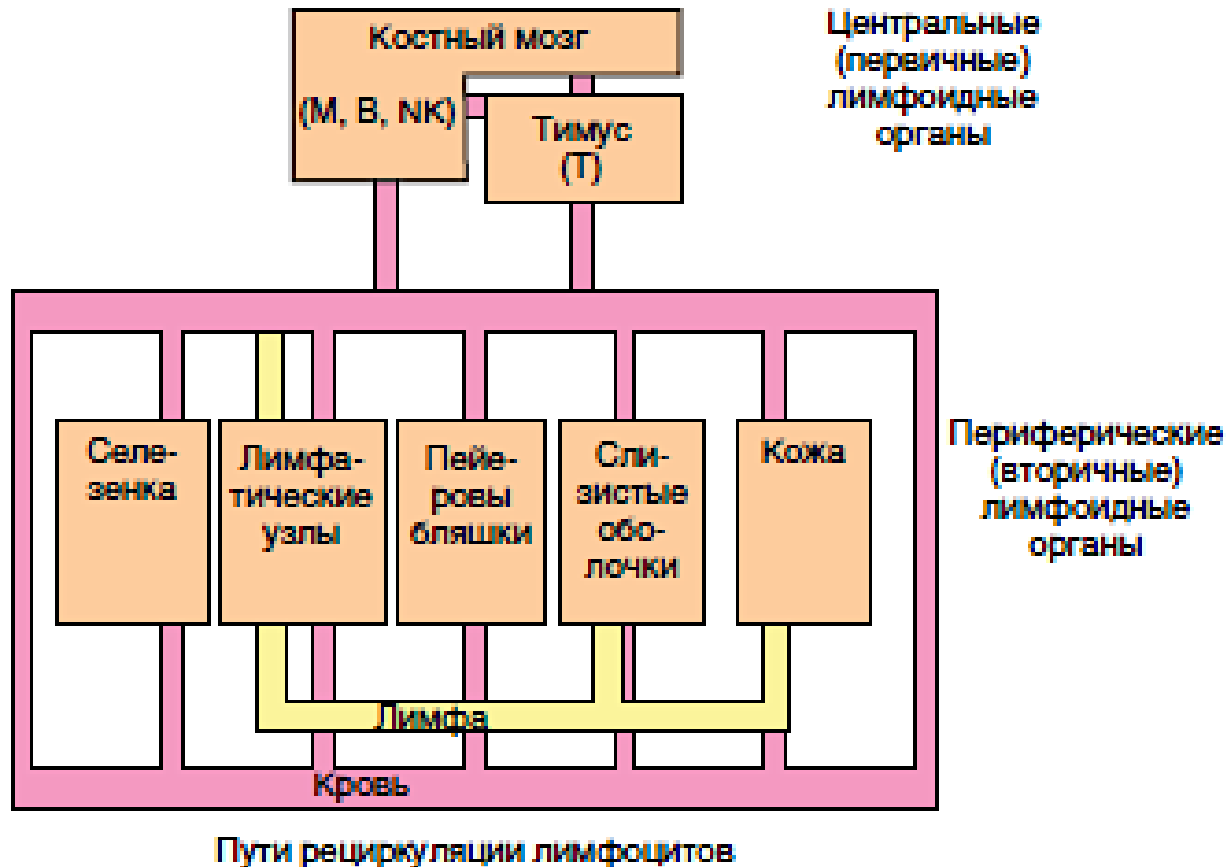 Костный мозг
(М, В, NK)
Тимус
(Т)
Центральные
(первичные)
лимфоидные
органы
Селе-
зенка
Лимфа-
тические
узлы
Пейе-
ровы
бляшки
Сли-
зистые
обо-
лочки
Кожа
Периферические
(вторичные)
лимфоидные
органы
Лимфа
Кровь
Пути рециркуляции лимфоцитов